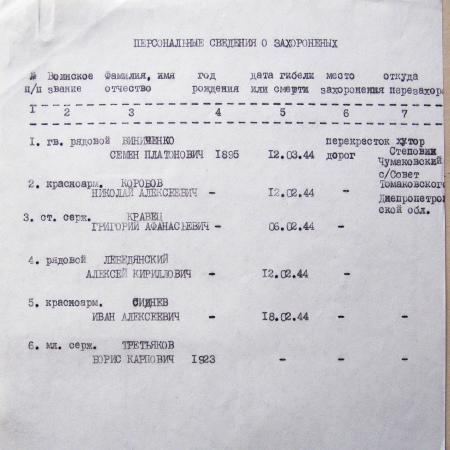 ПЕРСОНАЛЬНЫЕ СВЕДЕНИЯ О ЗАХОРОНЕНЫХ
№ Воинское Фамилия, имя год дата гибели место откуда
п/п звание отчество рождения или смерти захоронения перезахор
1 2 3 4 5 6 7
1. гв. рядовой ВИНИЧЕНКО перекресток хутор
СЕМЕН ПЛАТОНОВИЧ 1895 12.03.44 дорог Степовик
Чумаковский
с/Совет
2. красноарм. КОРОБОВ Томаковского
НИКОЛАЙ АЛЕКСЕЕВИЧ - 12.02.44 - Днепропетров
3. ст. серж. КРАВЕЦ ской обл.
ГРИГОРИЙ АФАНАСЬЕВИЧ - 06.02.44 -
4. рядовой ЛЕБЕДЯНСКИЙ
АЛЕКСЕЙ КИРИЛЛОВИЧ - 12.02.44 -
5. красноарм. СИДНЕВ
ИВАН АЛЕКСЕЕВИЧ - 18.02.44 - -
6. мл. серж. ТРЕТЬЯКОВ
БОРИС КАРПОВИЧ 1923 - - -